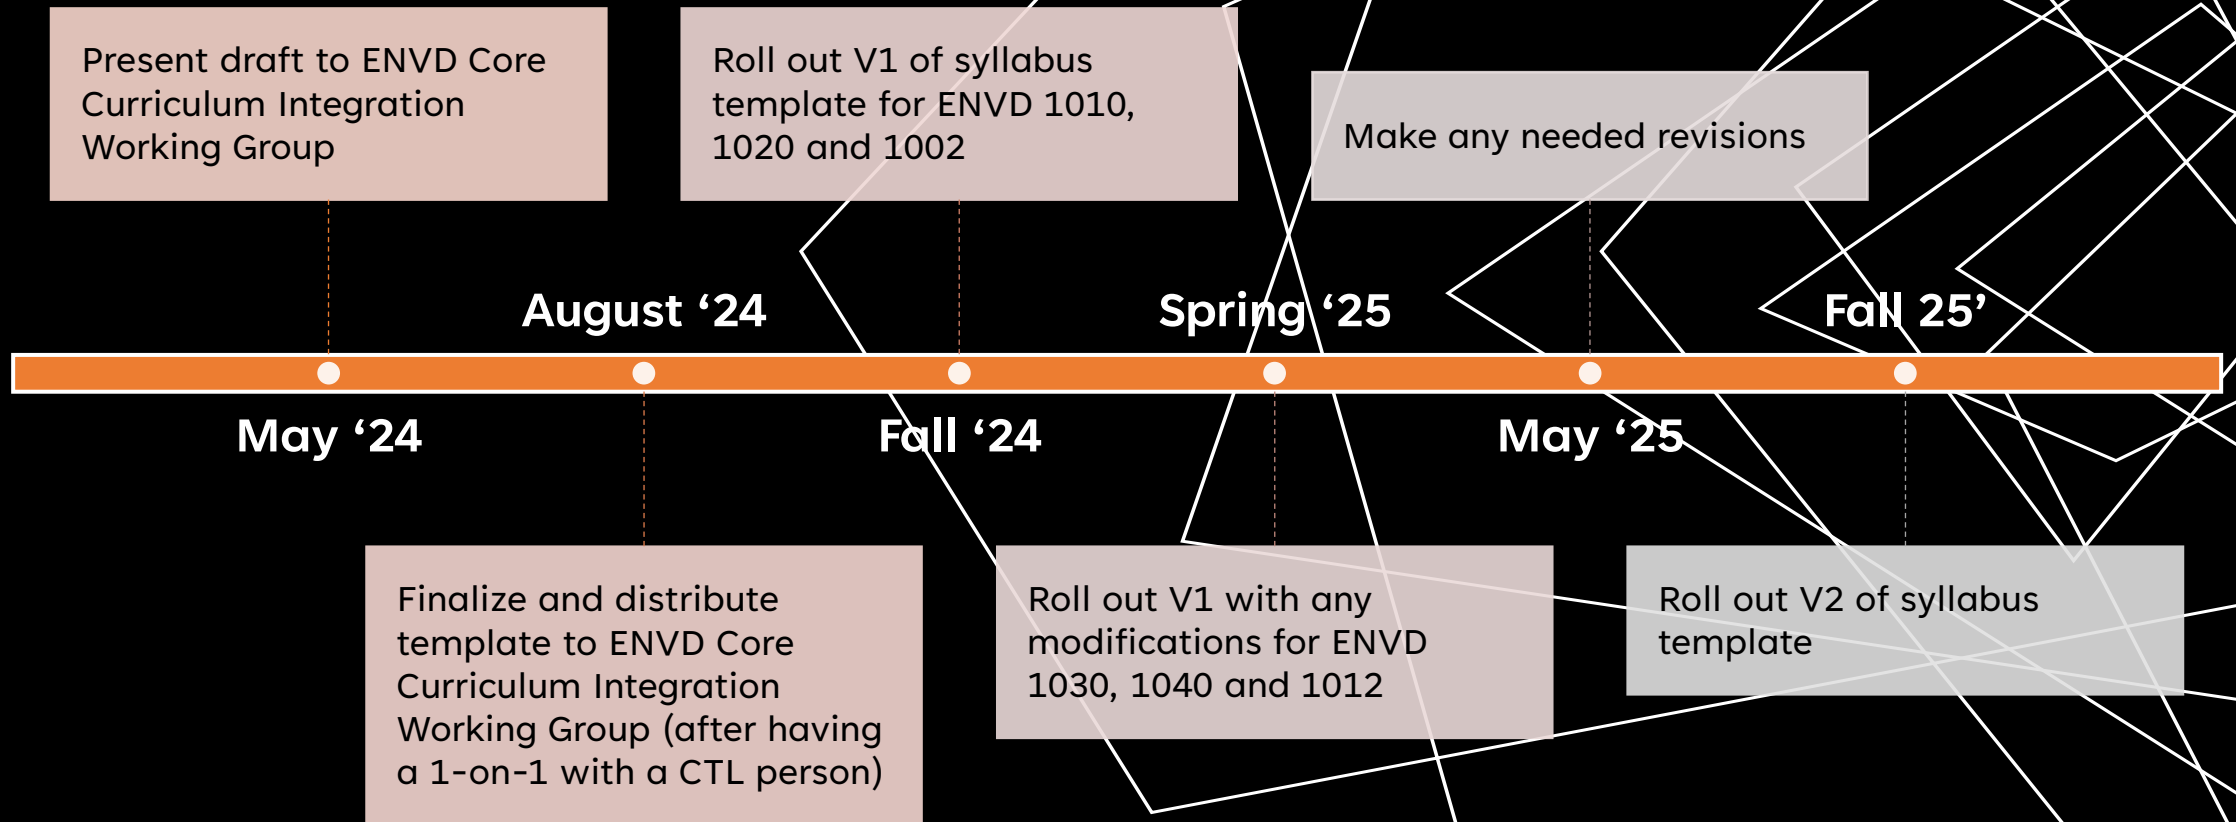 Present draft to ENVD Core
Curriculum Integration
Working Group
Roll out V1 of syllabus
template for ENVD 1010,
1020 and 1002
Make any needed revisions
August ‘24
Spring ‘25
Fall 25’
May ‘24
Fall ‘24
May ‘25
Finalize and distribute
template to ENVD Core
Curriculum Integration
Working Group (after having
a 1-on-1 with a CTL person)
Roll out V1 with any
modifications for ENVD
1030, 1040 and 1012
Roll out V2 of syllabus
template